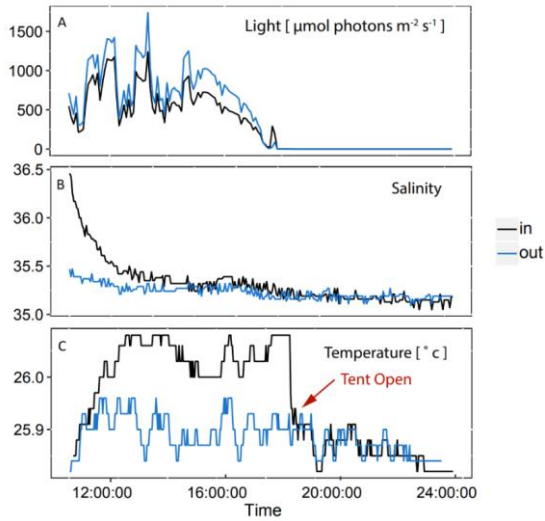 A
Light [ µmol photons m⁻² s⁻¹ ]
1500
1000
500
0
B
Salinity
36.5
36.0
35.5
35.0
in
out
C
Temperature [ ° c ]
Tent Open
26.0
25.9
12:00:00 16:00:00 20:00:00 24:00:00
Time